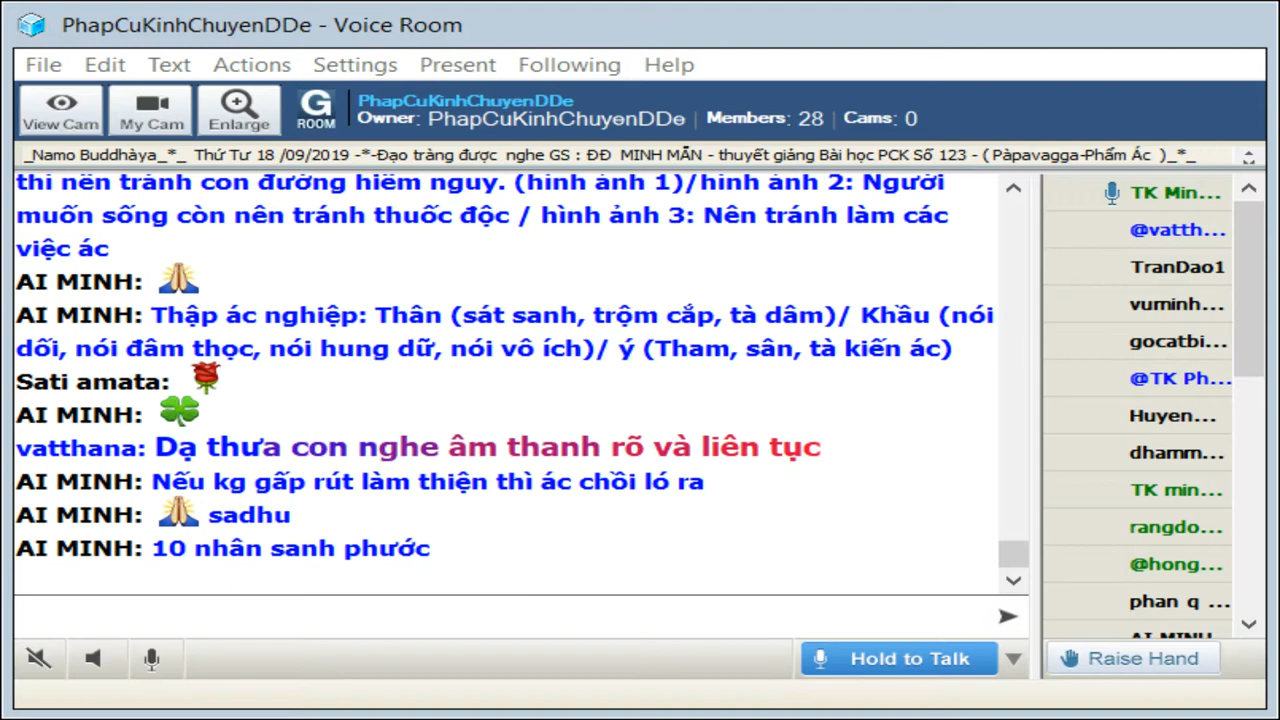 PhapCuKinhChuyenDDe - Voice Room
File Edit Text Actions Settings Present Following Help
View Cam My Cam Enlarge G ROOM
PhapCuKinhChuyenDDe
Owner: PhapCuKinhChuyenDDe | Members: 28 | Cams: 0
_Namo Buddhàya_*_ Thứ Tư 18 /09/2019 -*-Đạo tràng được nghe GS : ĐĐ MINH MẪN - thuyết giảng Bài học PCK Số 123 - ( Pàpavagga-Phẩm Ác )_*_
thì nên tránh con đường hiểm nguy. (hình ảnh 1)/hình ảnh 2: Người
muốn sống còn nên tránh thuốc độc / hình ảnh 3: Nên tránh làm các
việc ác
AI MINH:
AI MINH: Thập ác nghiệp: Thân (sát sanh, trộm cắp, tà dâm)/ Khẩu (nói
dối, nói đâm thọc, nói hung dữ, nói vô ích)/ ý (Tham, sân, tà kiến ác)
Sati amata:
AI MINH:
vatthana: Dạ thưa con nghe âm thanh rõ và liên tục
AI MINH: Nếu kg gấp rút làm thiện thì ác chồi ló ra
AI MINH: sadhu
AI MINH: 10 nhân sanh phước
TK Min...
@vatth...
TranDao1
vuminh...
gocatbi...
@TK Ph...
Huyen...
dhamm...
TK min...
rangdo...
@hong...
phan q ...
AI MINH
Hold to Talk
Raise Hand